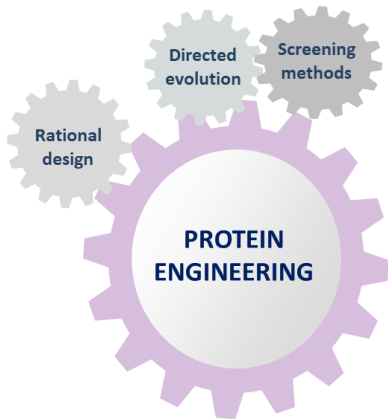 Directed
evolution
Screening
methods
Rational
design
PROTEIN
ENGINEERING